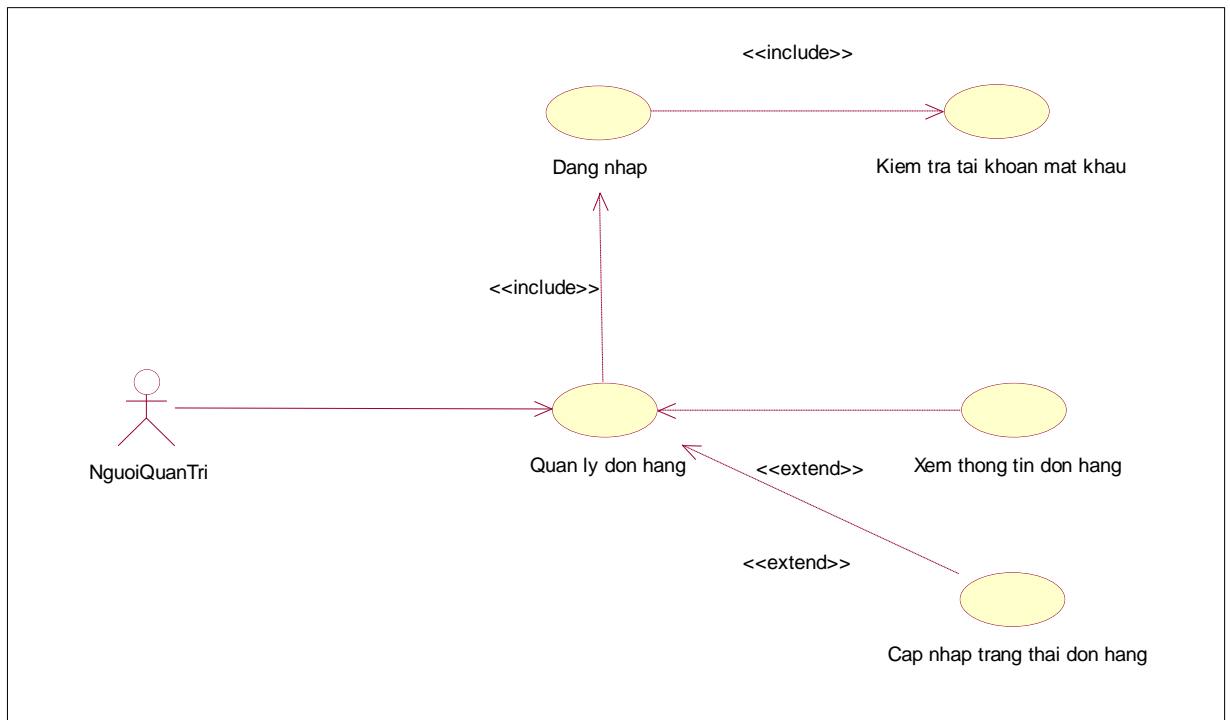 <<include>>
Dang nhap
Kiem tra tai khoan mat khau
<<include>>
NguoiQuanTri
Quan ly don hang
<<extend>>
Xem thong tin don hang
<<extend>>
Cap nhap trang thai don hang